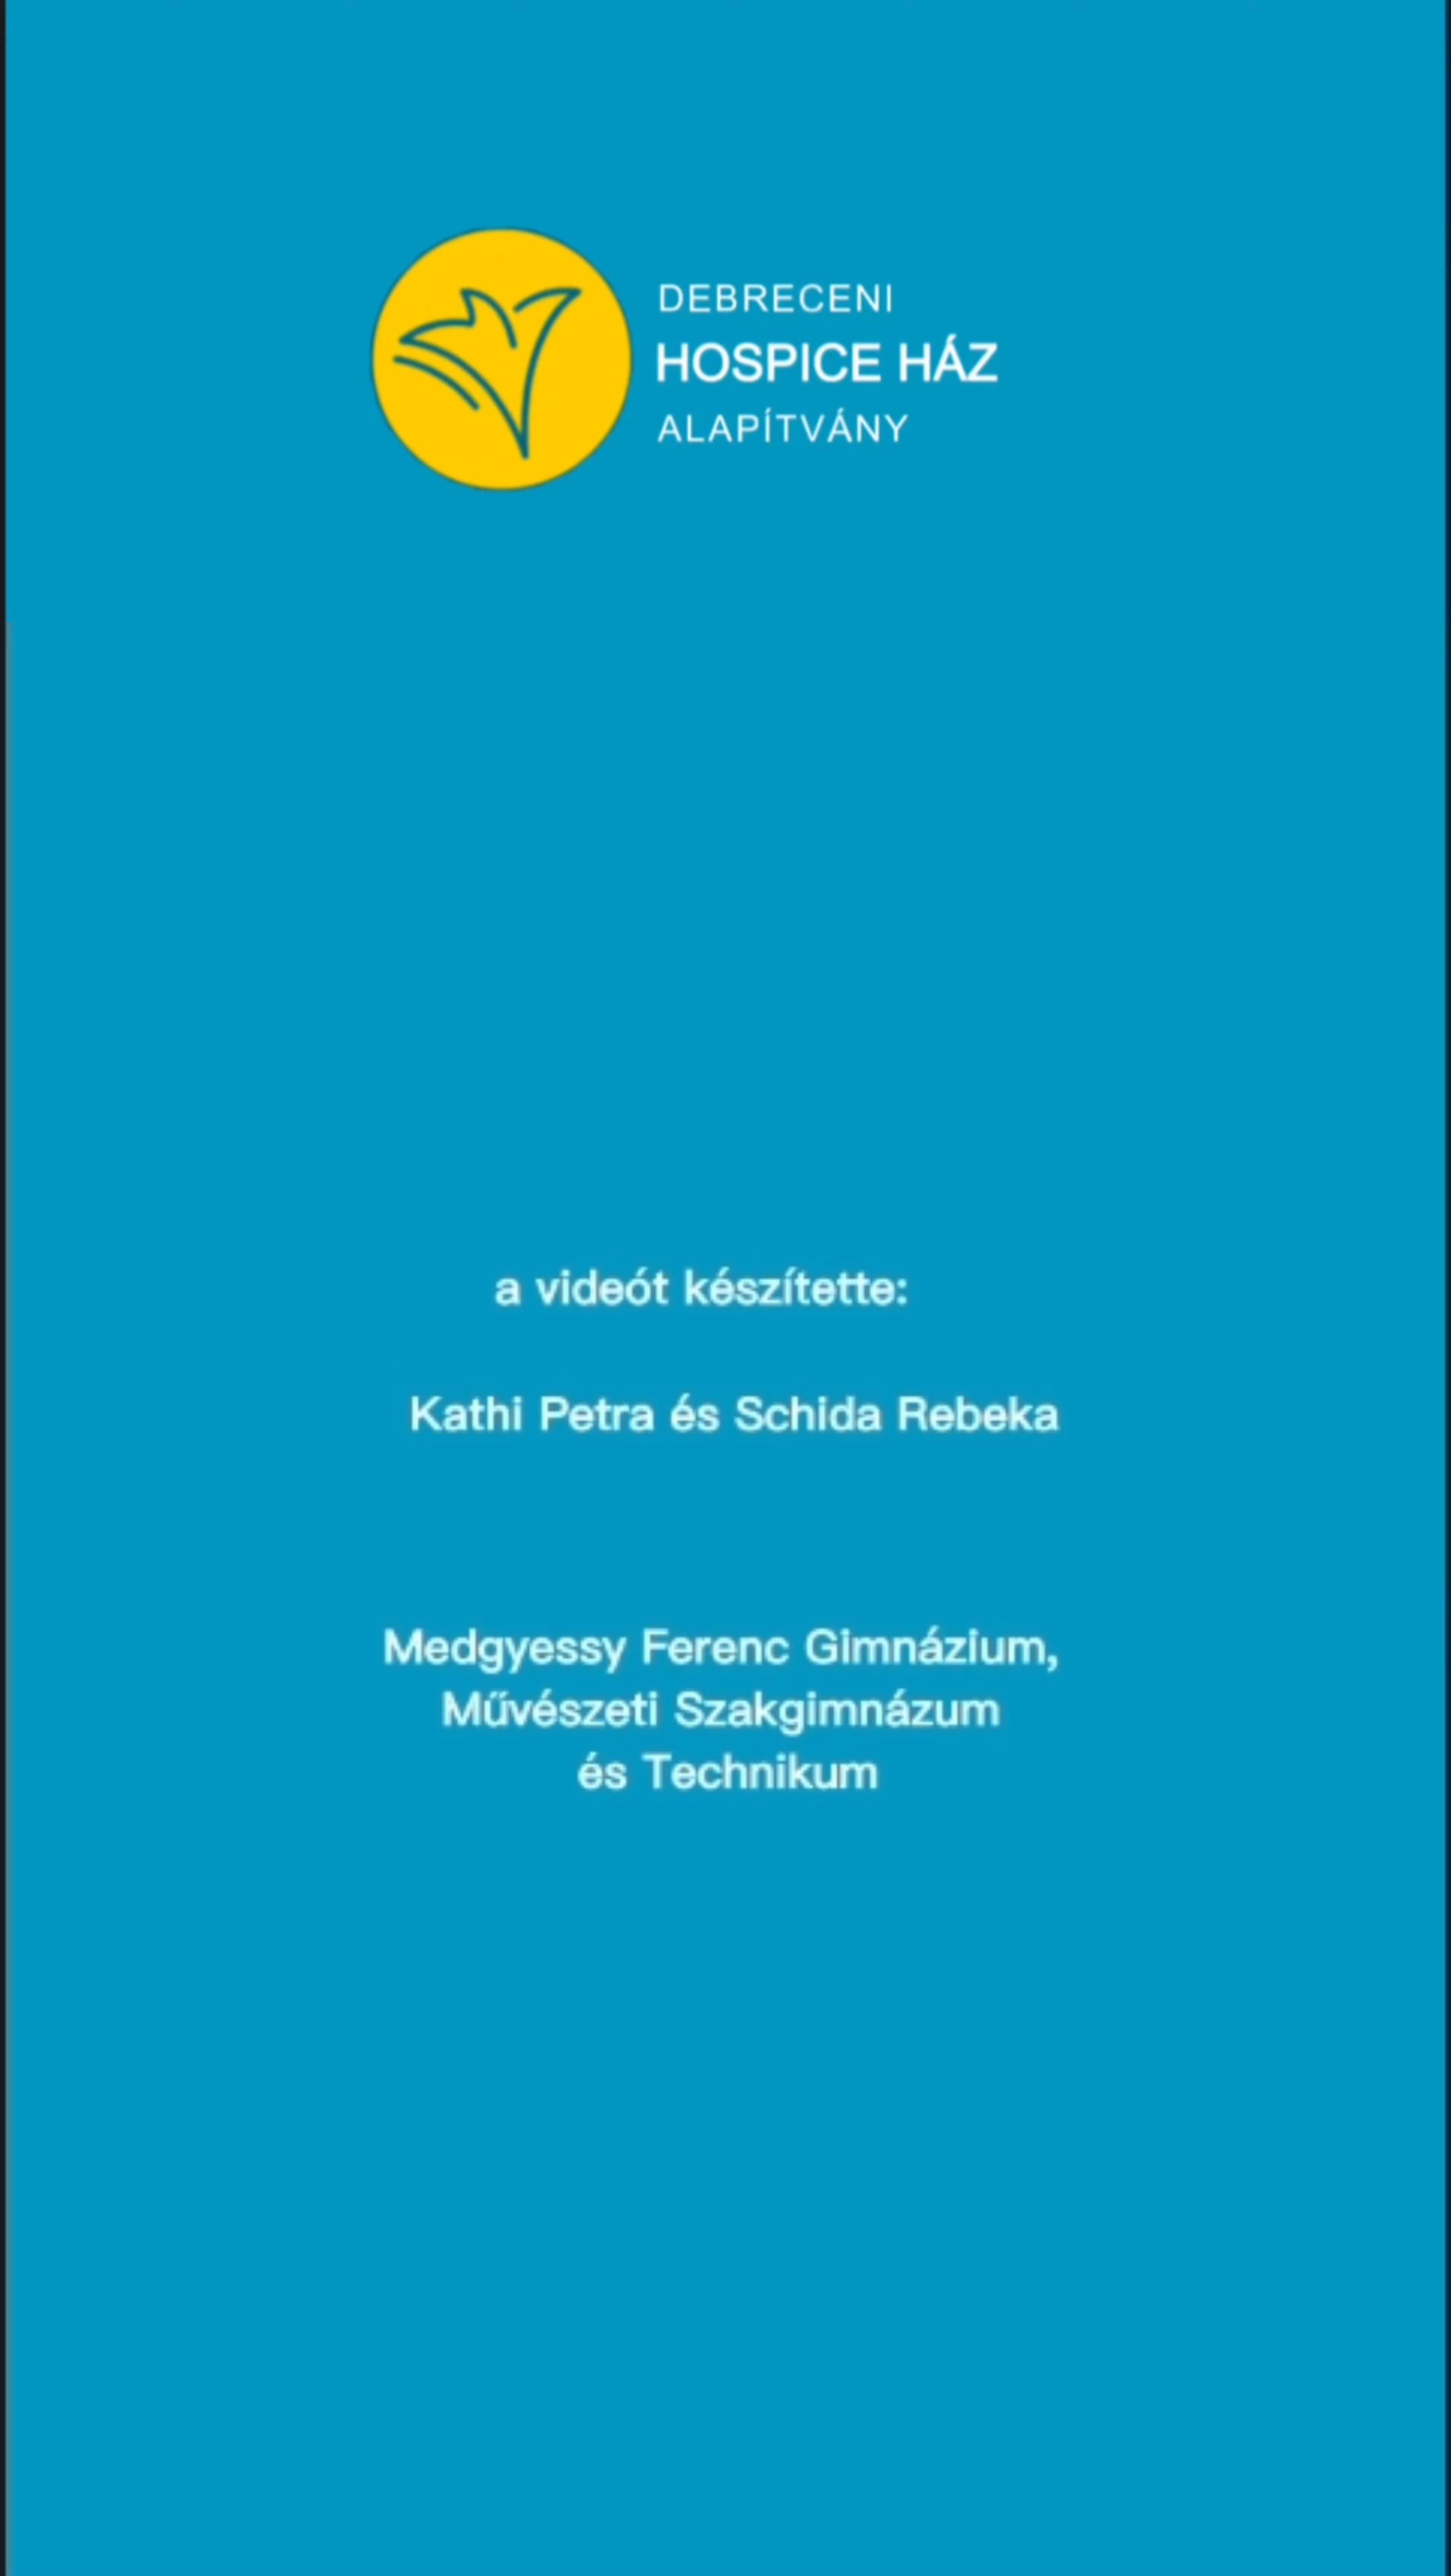 DEBRECENI
HOSPICE HÁZ
ALAPÍTVÁNY
a videót készítette:
Kathi Petra és Schida Rebeka
Medgyessy Ferenc Gimnázium,
Művészeti Szakgimnázum
és Technikum